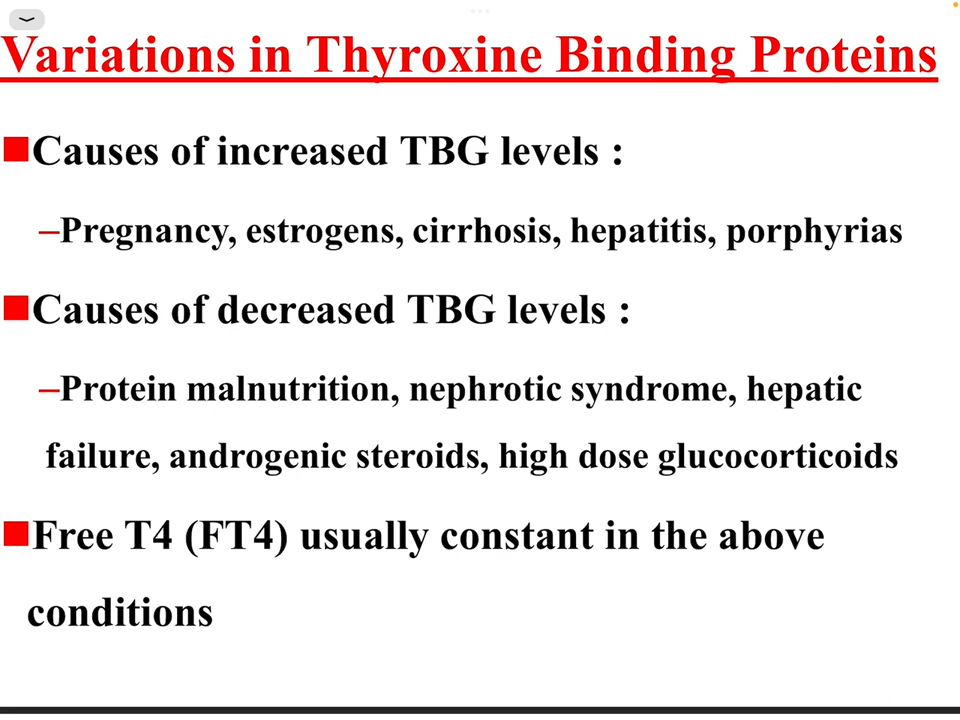 Variations in Thyroxine Binding Proteins
Causes of increased TBG levels :
–Pregnancy, estrogens, cirrhosis, hepatitis, porphyrias
Causes of decreased TBG levels :
–Protein malnutrition, nephrotic syndrome, hepatic
failure, androgenic steroids, high dose glucocorticoids
Free T4 (FT4) usually constant in the above
conditions